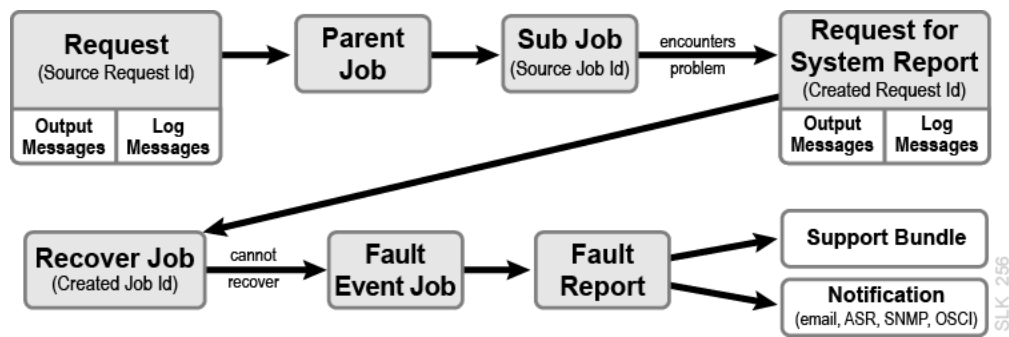 Request
(Source Request Id)
Output
Messages
Log
Messages
Parent
Job
Sub Job
(Source Job Id)
encounters
problem
Request for
System Report
(Created Request Id)
Output
Messages
Log
Messages
Recover Job
(Created Job Id)
cannot
recover
Fault
Event Job
Fault
Report
Support Bundle
Notification
(email, ASR, SNMP, OSCI)
SLK_256